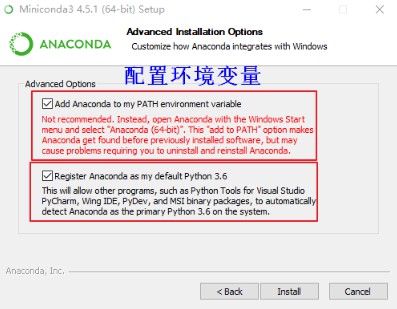 Miniconda3 4.5.1 (64-bit) Setup
ANACONDA
Advanced Installation Options
Customize how Anaconda integrates with Windows
配置环境变量
Advanced Options
Add Anaconda to my PATH environment variable
Not recommended. Instead, open Anaconda with the Windows Start
menu and select "Anaconda (64-bit)". This "add to PATH" option makes
Anaconda get found before previously installed software, but may
cause problems requiring you to uninstall and reinstall Anaconda.
Register Anaconda as my default Python 3.6
This will allow other programs, such as Python Tools for Visual Studio
PyCharm, Wing IDE, PyDev, and MSI binary packages, to automatically
detect Anaconda as the primary Python 3.6 on the system.
Anaconda, Inc.
< Back
Install
Cancel